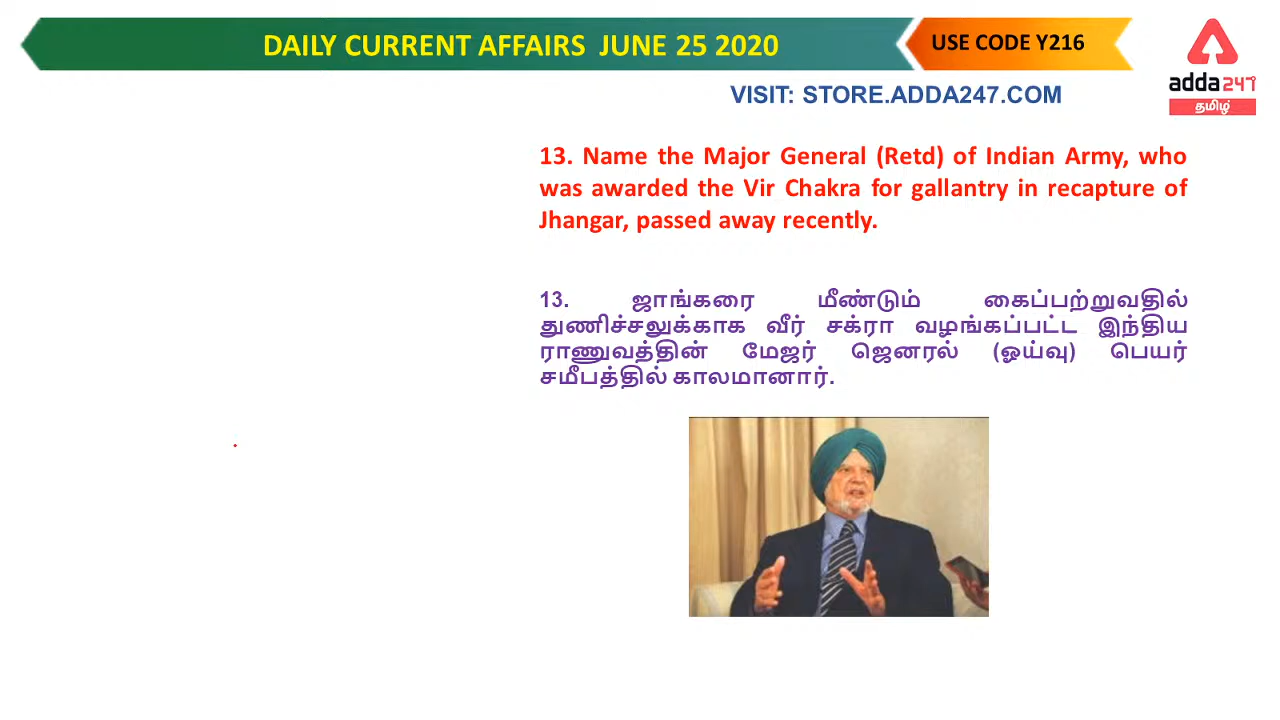 DAILY CURRENT AFFAIRS JUNE 25 2020
USE CODE Y216
adda247
தமிழ்
VISIT: STORE.ADDA247.COM
13. Name the Major General (Retd) of Indian Army, who
was awarded the Vir Chakra for gallantry in recapture of
Jhangar, passed away recently.
13. ஜாங்கரை மீண்டும் கைப்பற்றுவதில்
துணிச்சலுக்காக வீர் சக்ரா வழங்கப்பட்ட இந்திய
ராணுவத்தின் மேஜர் ஜெனரல் (ஓய்வு) பெயர்
சமீபத்தில் காலமானார்.